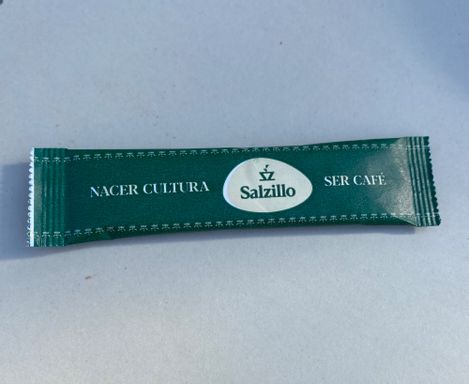 NACER CULTURA
Salzillo
SER CAFÉ